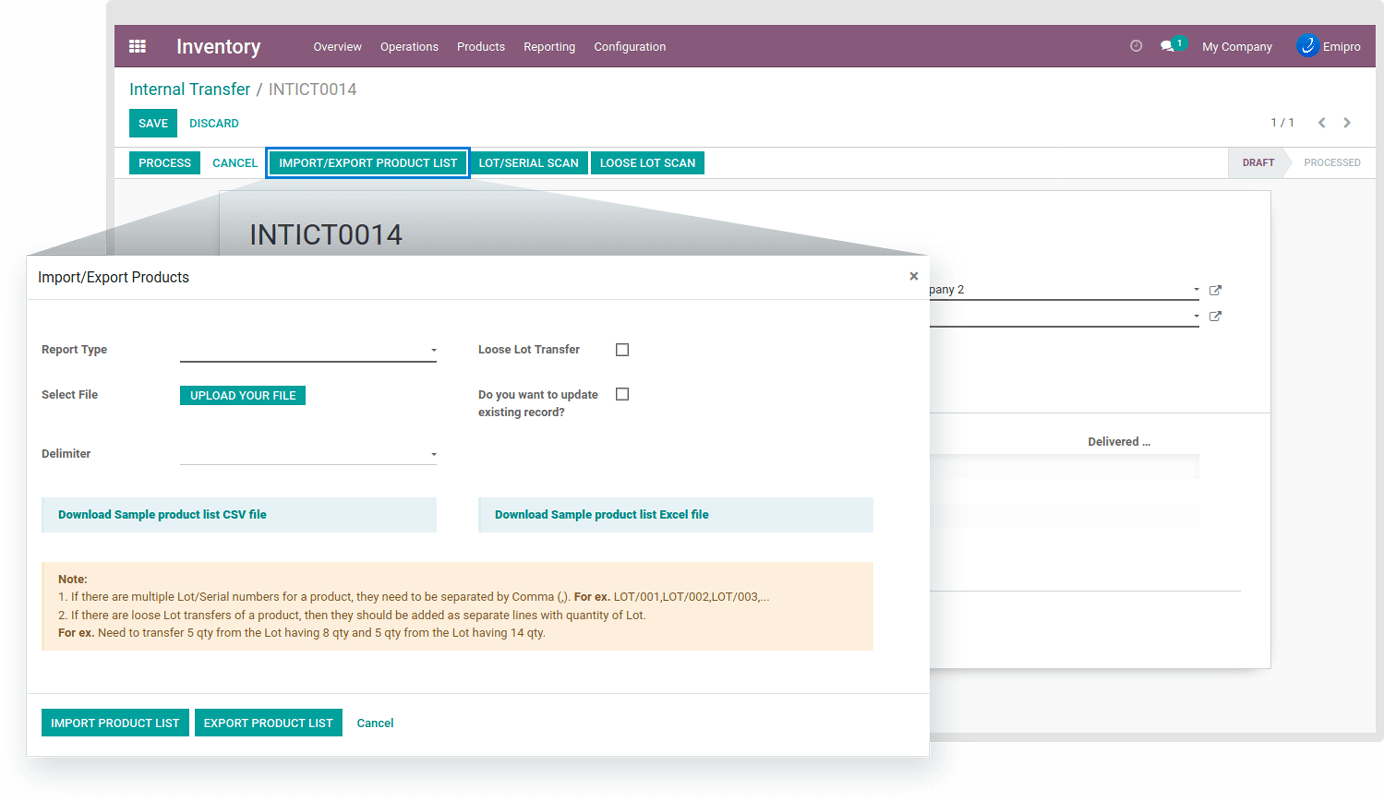 Inventory Overview Operations Products Reporting Configuration 1 My Company Emipro
Internal Transfer / INTICT0014
SAVE DISCARD 1 / 1
PROCESS CANCEL IMPORT/EXPORT PRODUCT LIST LOT/SERIAL SCAN LOOSE LOT SCAN DRAFT PROCESSED
INTICT0014
pany 2
Delivered ...
Import/Export Products ×
Report Type Loose Lot Transfer
Select File UPLOAD YOUR FILE Do you want to update
existing record?
Delimiter
Download Sample product list CSV file Download Sample product list Excel file
Note:
1. If there are multiple Lot/Serial numbers for a product, they need to be separated by Comma (,). For ex. LOT/001,LOT/002,LOT/003,...
2. If there are loose Lot transfers of a product, then they should be added as separate lines with quantity of Lot.
For ex. Need to transfer 5 qty from the Lot having 8 qty and 5 qty from the Lot having 14 qty.
IMPORT PRODUCT LIST EXPORT PRODUCT LIST Cancel